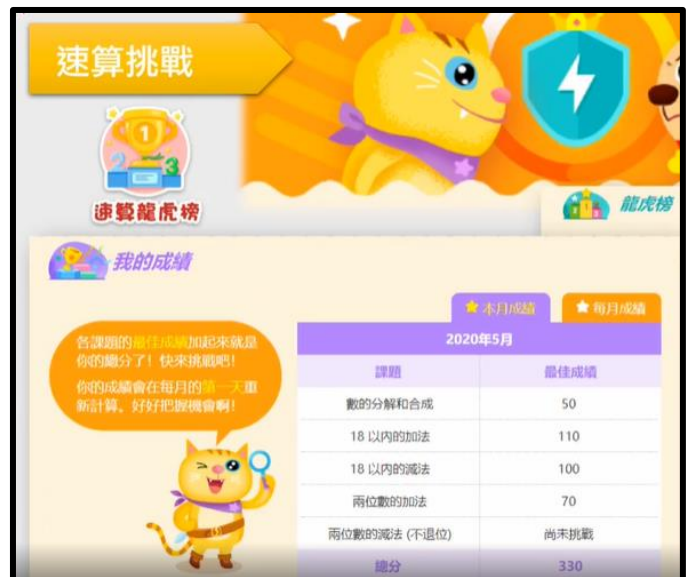 速算挑戰
1
2
3
速算龍虎榜
龍虎榜
我的成績
本月成績
每月成績
各課題的最佳成績加起來就是
你的總分了！快來挑戰吧！
你的成績會在每月的第一天重
新計算。好好把握機會啊！
2020年5月
課題 最佳成績
數的分解和合成 50
18 以內的加法 110
18 以內的減法 100
兩位數的加法 70
兩位數的減法 (不退位) 尚未挑戰
總分 330